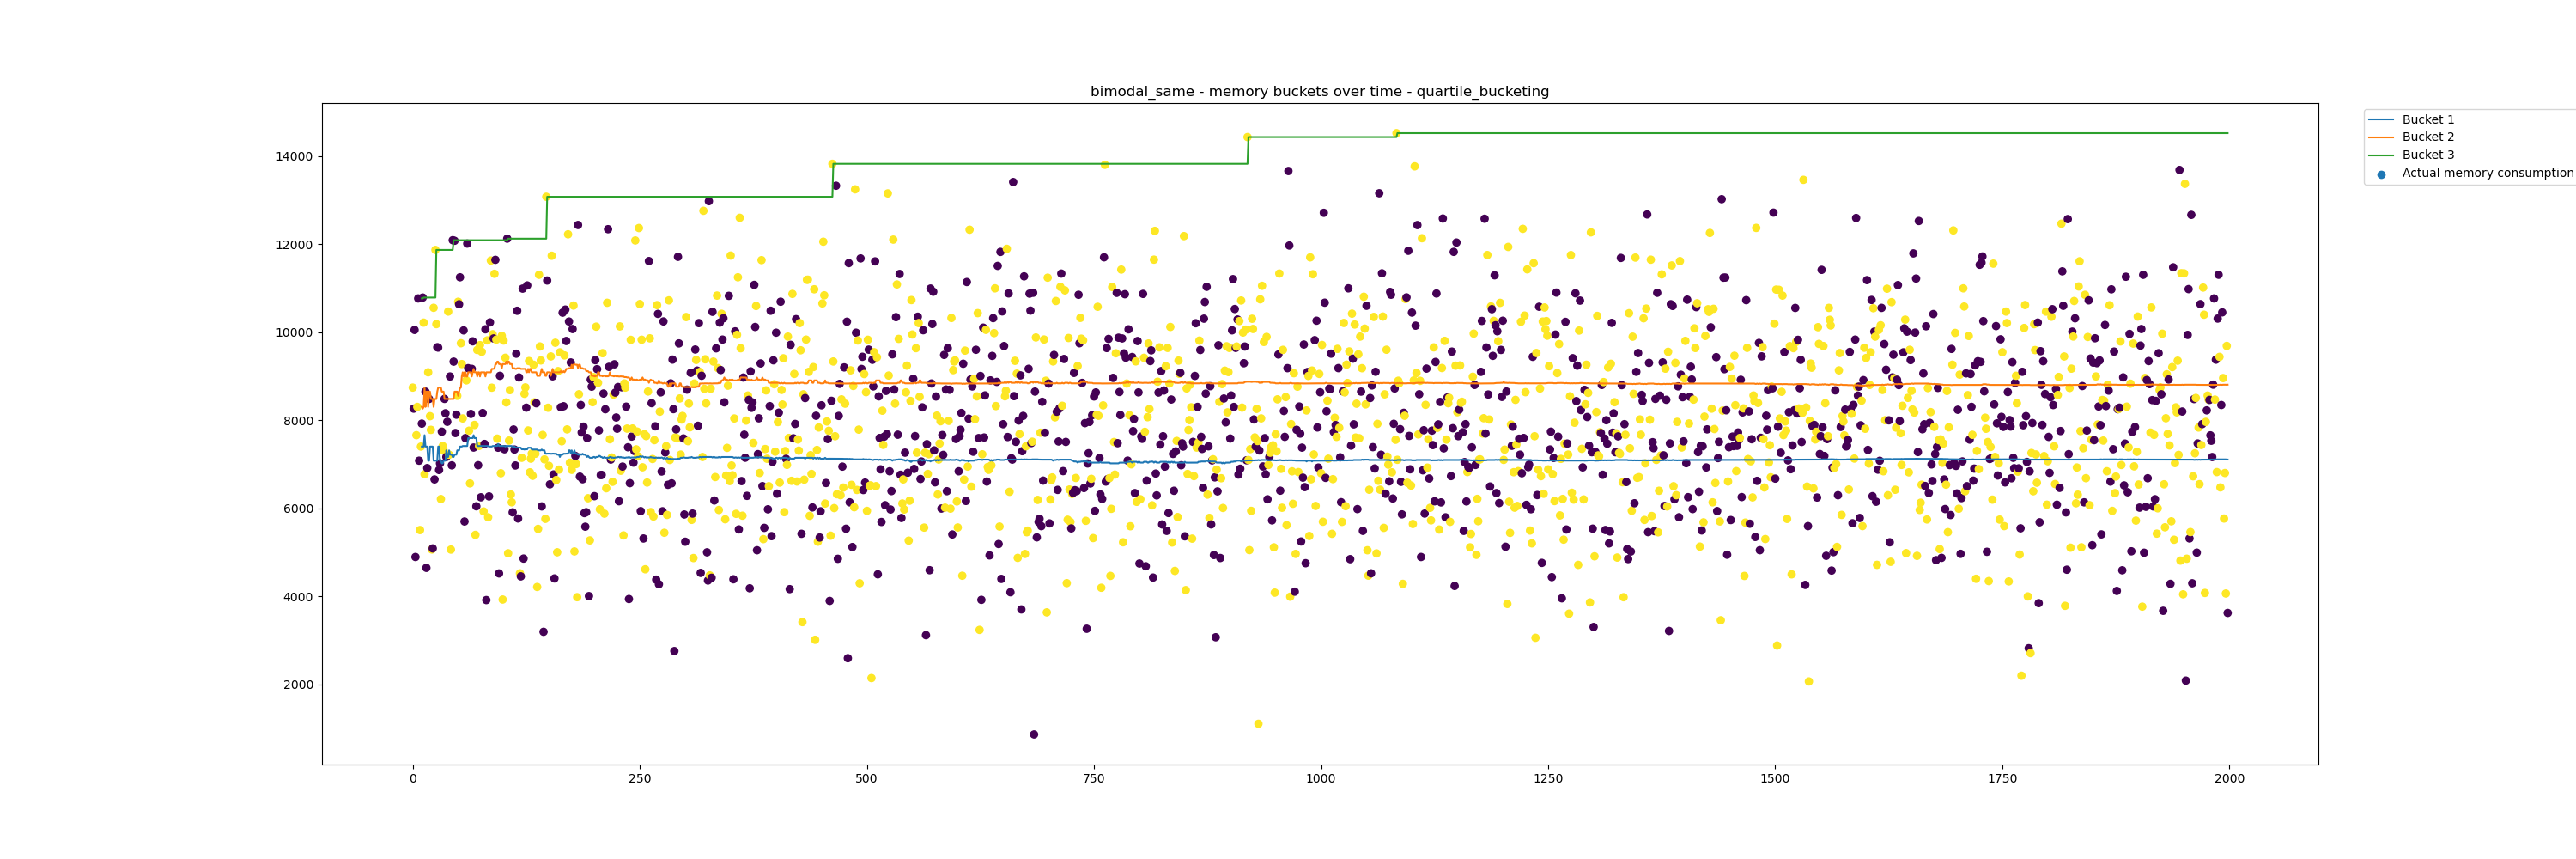 bimodal_same - memory buckets over time - quartile_bucketing
Bucket 1
Bucket 2
Bucket 3
Actual memory consumption
14000
12000
10000
8000
6000
4000
2000
0 250 500 750 1000 1250 1500 1750 2000